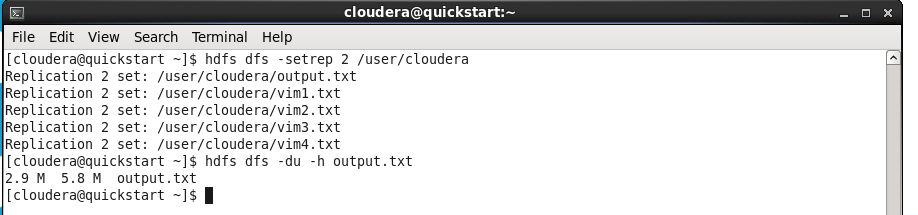 cloudera@quickstart:~
File Edit View Search Terminal Help
[cloudera@quickstart ~]$ hdfs dfs -setrep 2 /user/cloudera
Replication 2 set: /user/cloudera/output.txt
Replication 2 set: /user/cloudera/vim1.txt
Replication 2 set: /user/cloudera/vim2.txt
Replication 2 set: /user/cloudera/vim3.txt
Replication 2 set: /user/cloudera/vim4.txt
[cloudera@quickstart ~]$ hdfs dfs -du -h output.txt
2.9 M  5.8 M  output.txt
[cloudera@quickstart ~]$